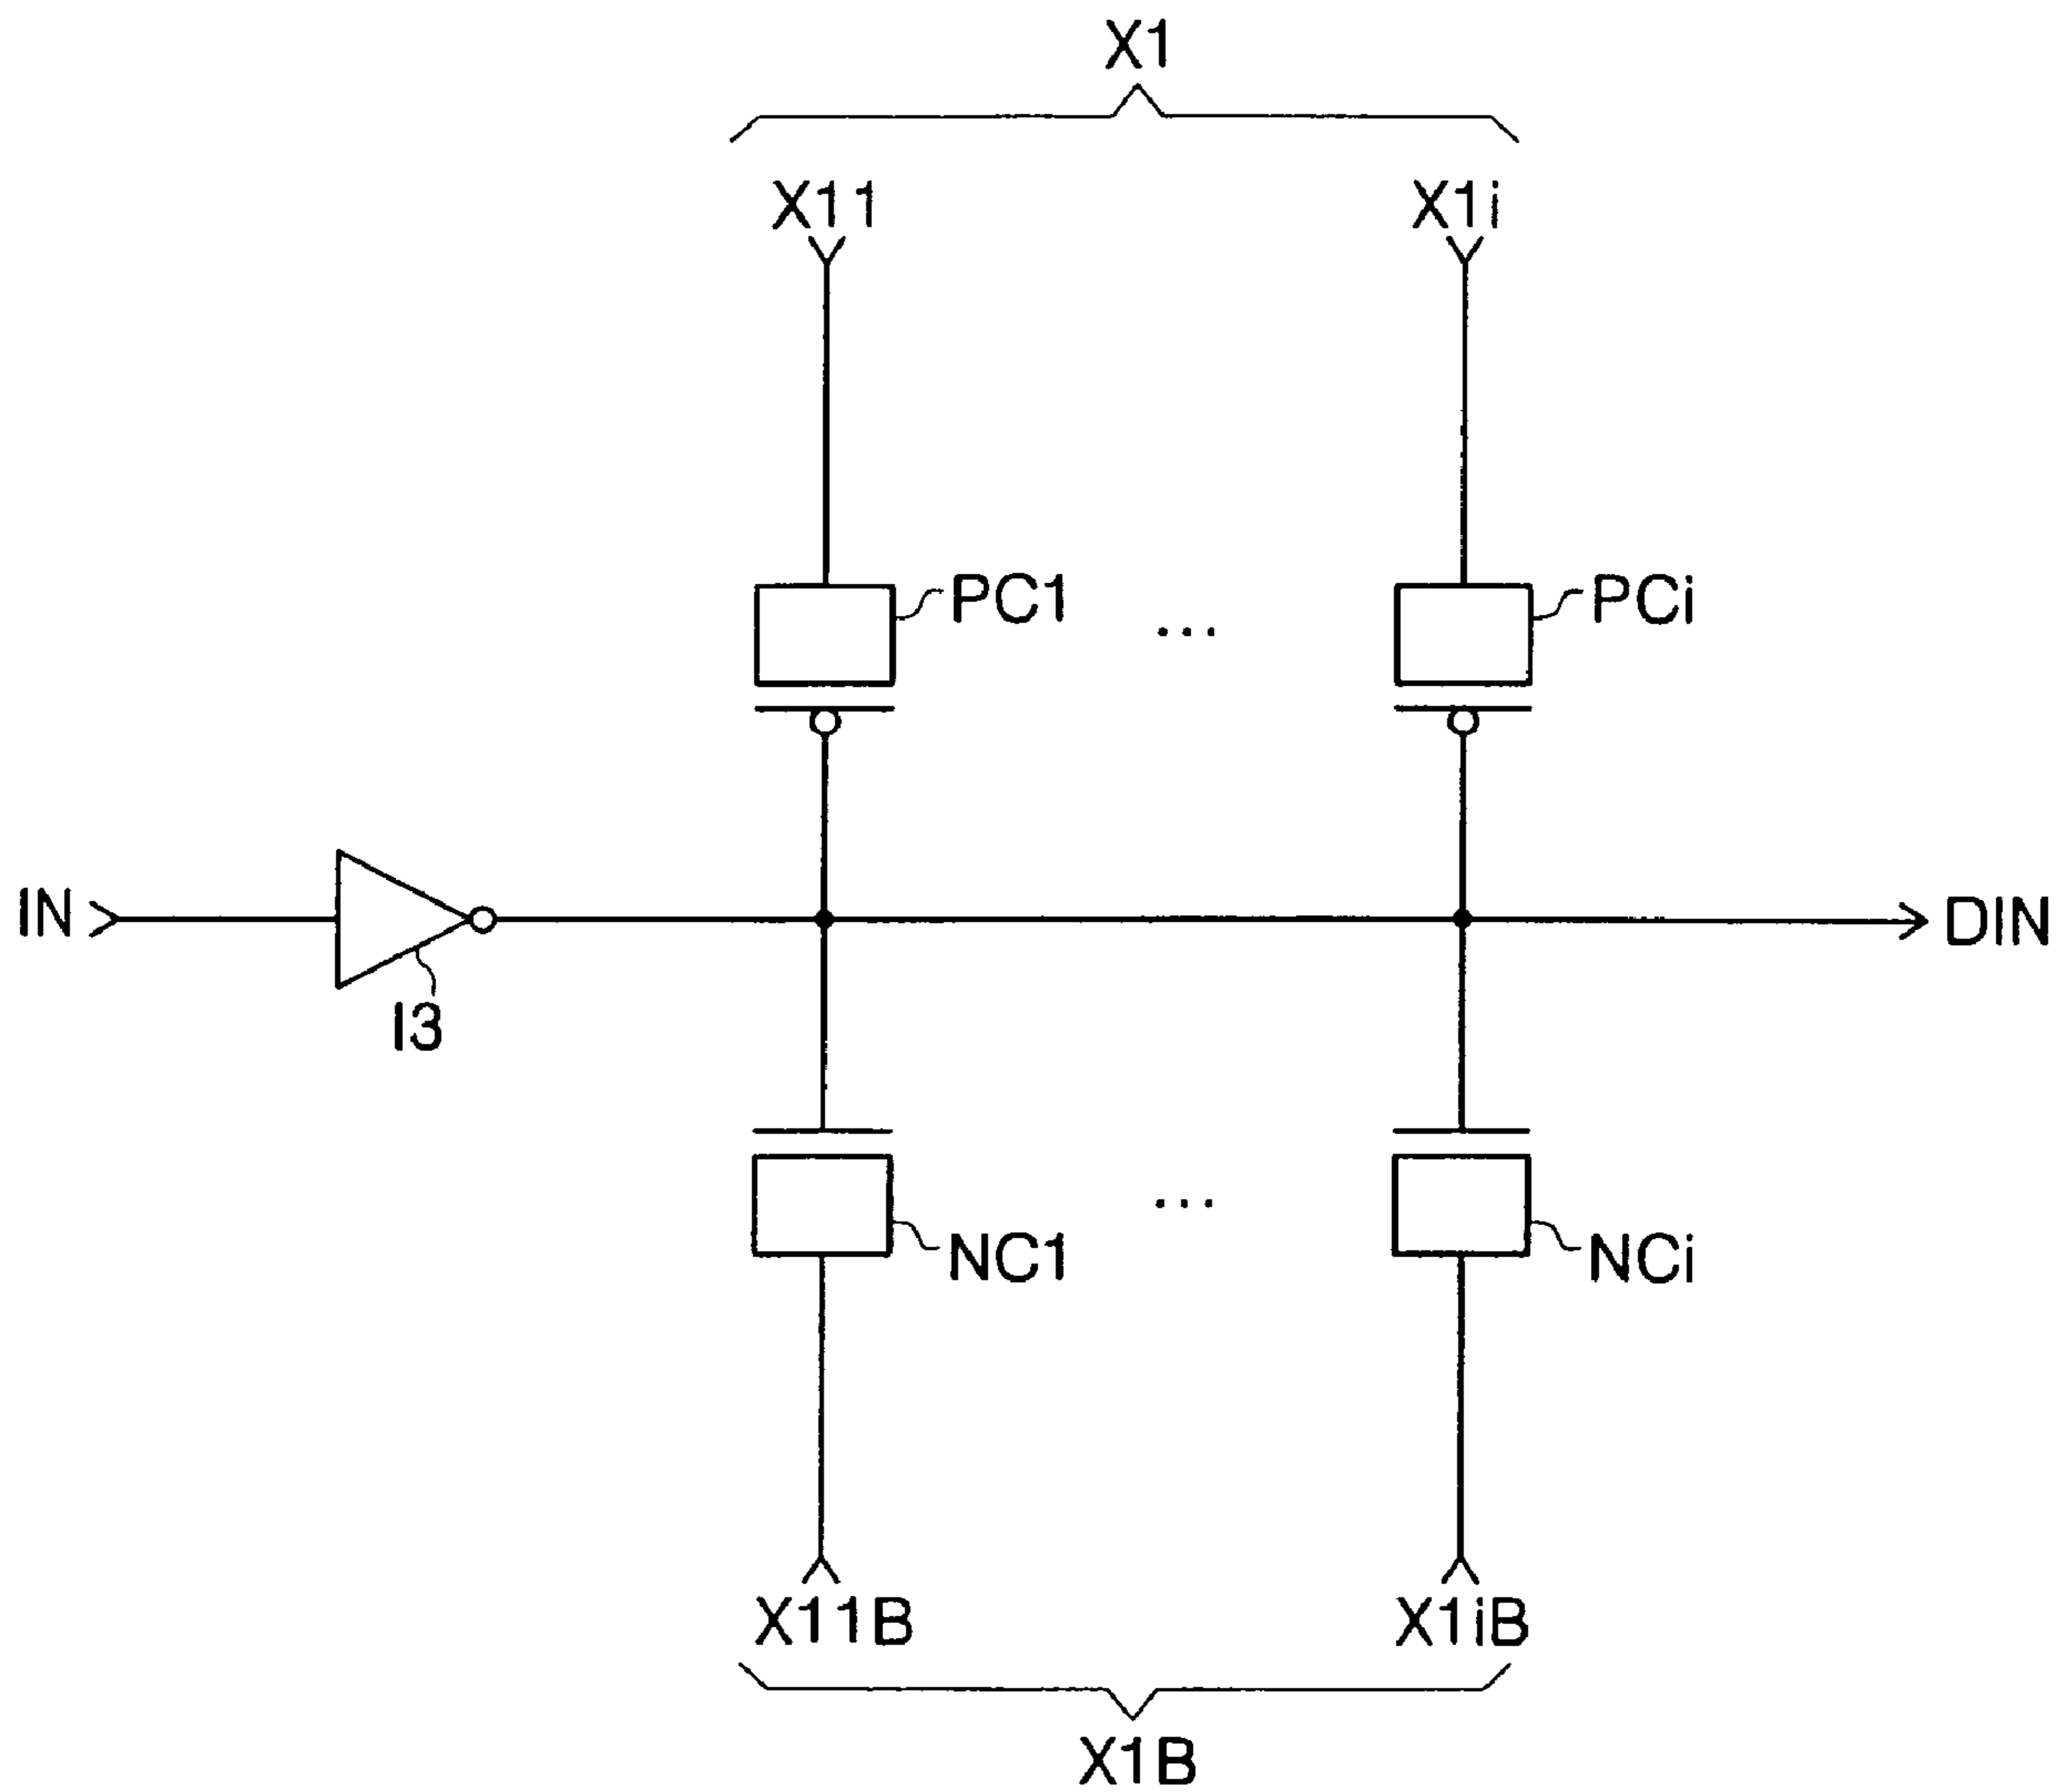 X1
X11 X1i
PC1 ... PCi
IN DIN
I3
... 
NC1 NCi
X11B X1iB
X1B